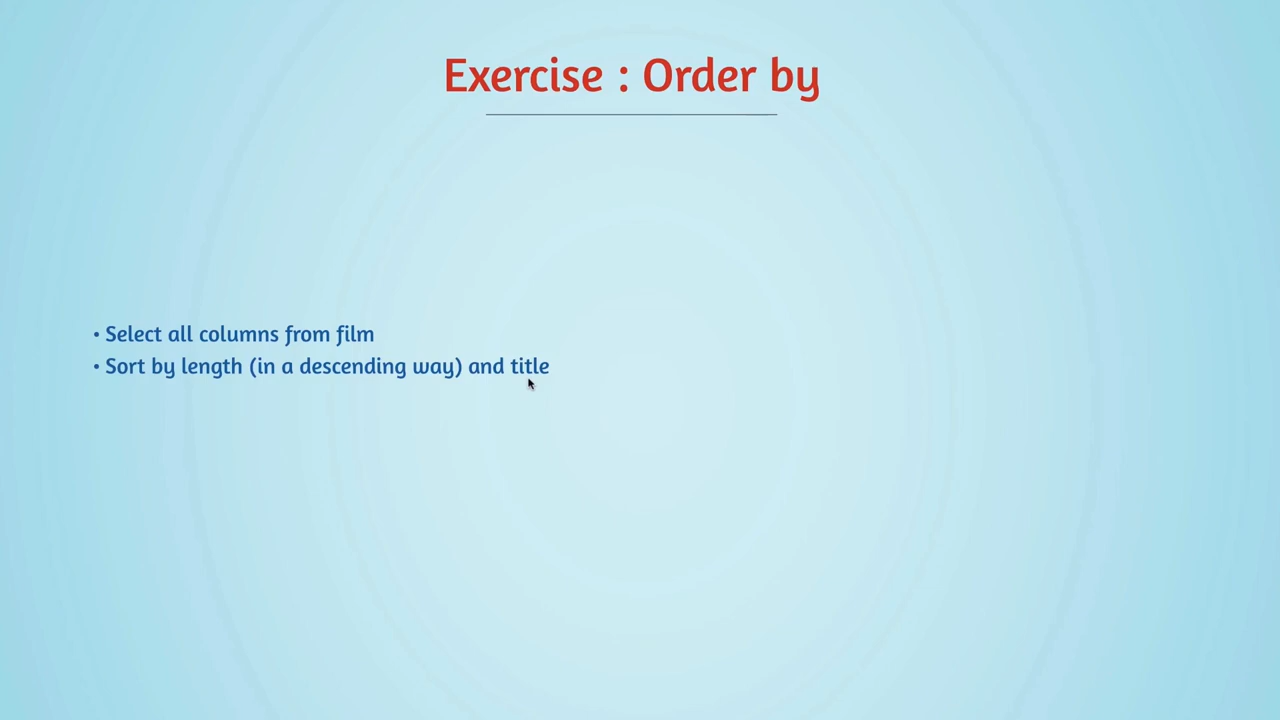 Exercise : Order by
• Select all columns from film
• Sort by length (in a descending way) and title